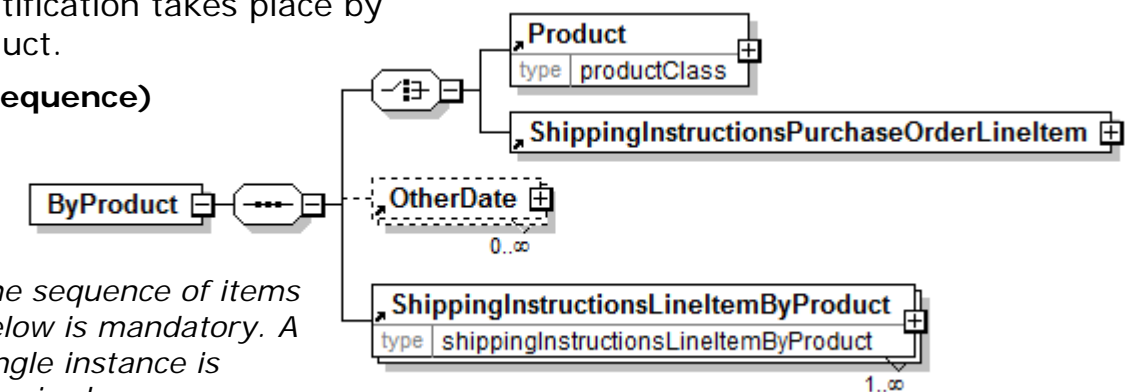 tification takes place by
uct.
equence)
Product
type productClass
ShippingInstructionsPurchaseOrderLineItem
ByProduct
OtherDate
0..∞
ne sequence of items
elow is mandatory. A
ngle instance is
ShippingInstructionsLineItemByProduct
type shippingInstructionsLineItemByProduct
1..∞